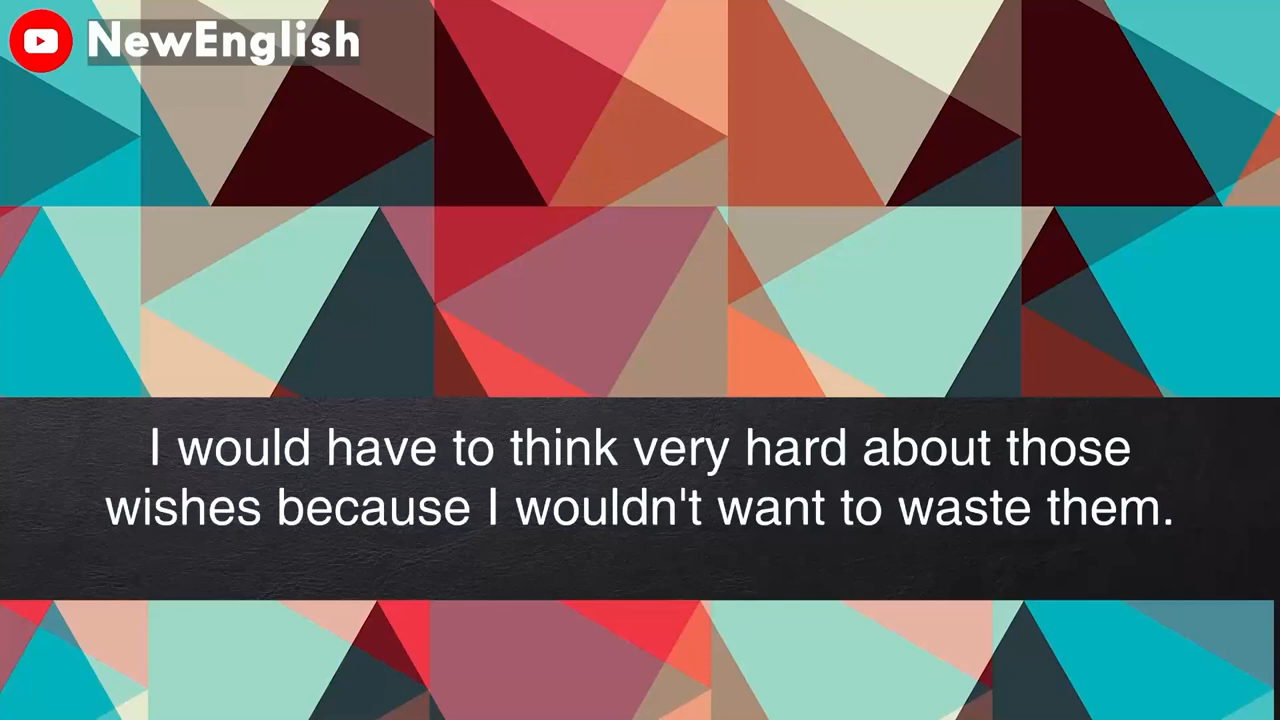 NewEnglish
I would have to think very hard about those
wishes because I wouldn't want to waste them.